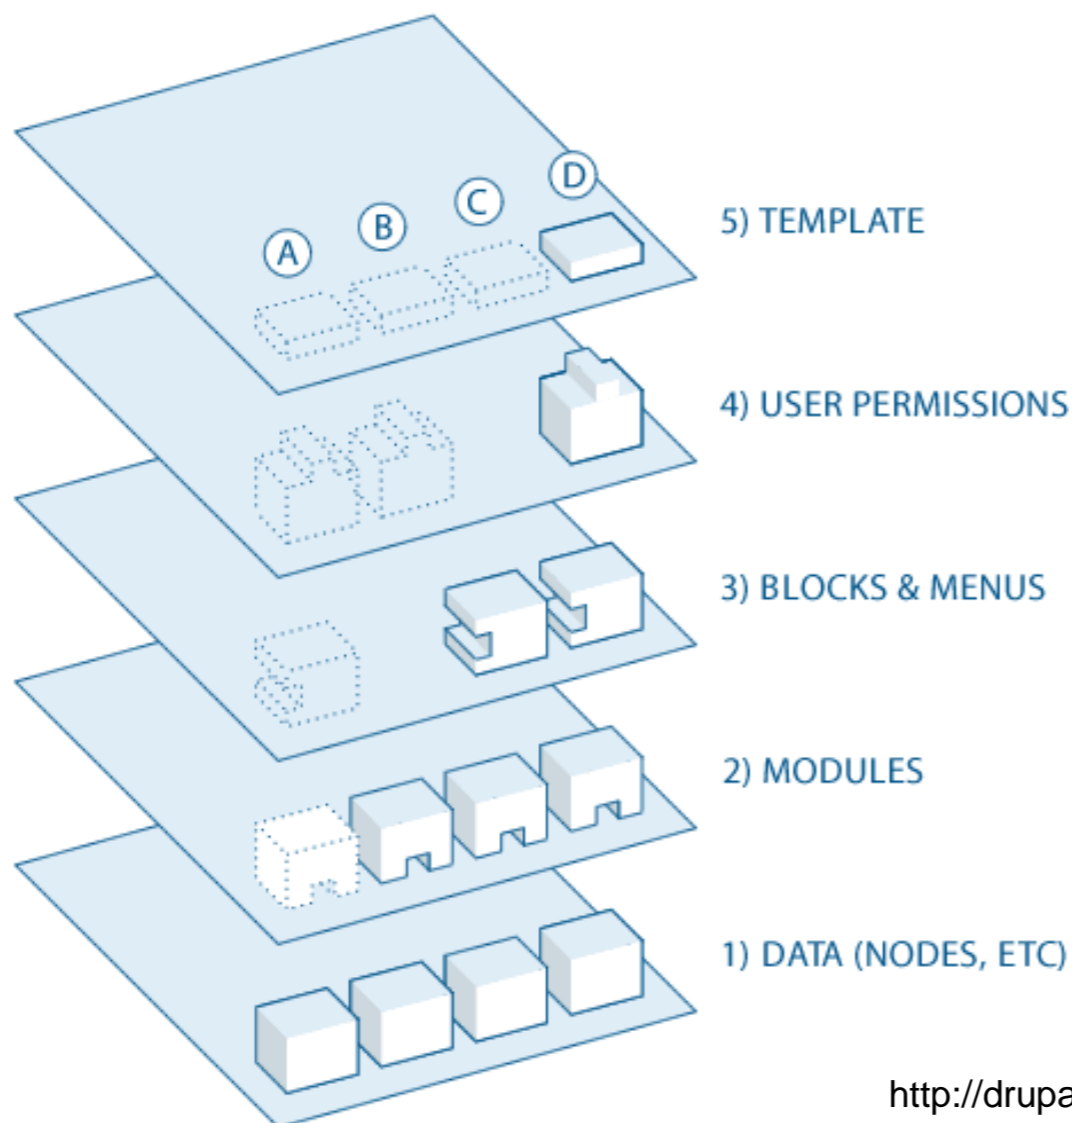 A
B
C
D
5) TEMPLATE
4) USER PERMISSIONS
3) BLOCKS & MENUS
2) MODULES
1) DATA (NODES, ETC)
http://drupa